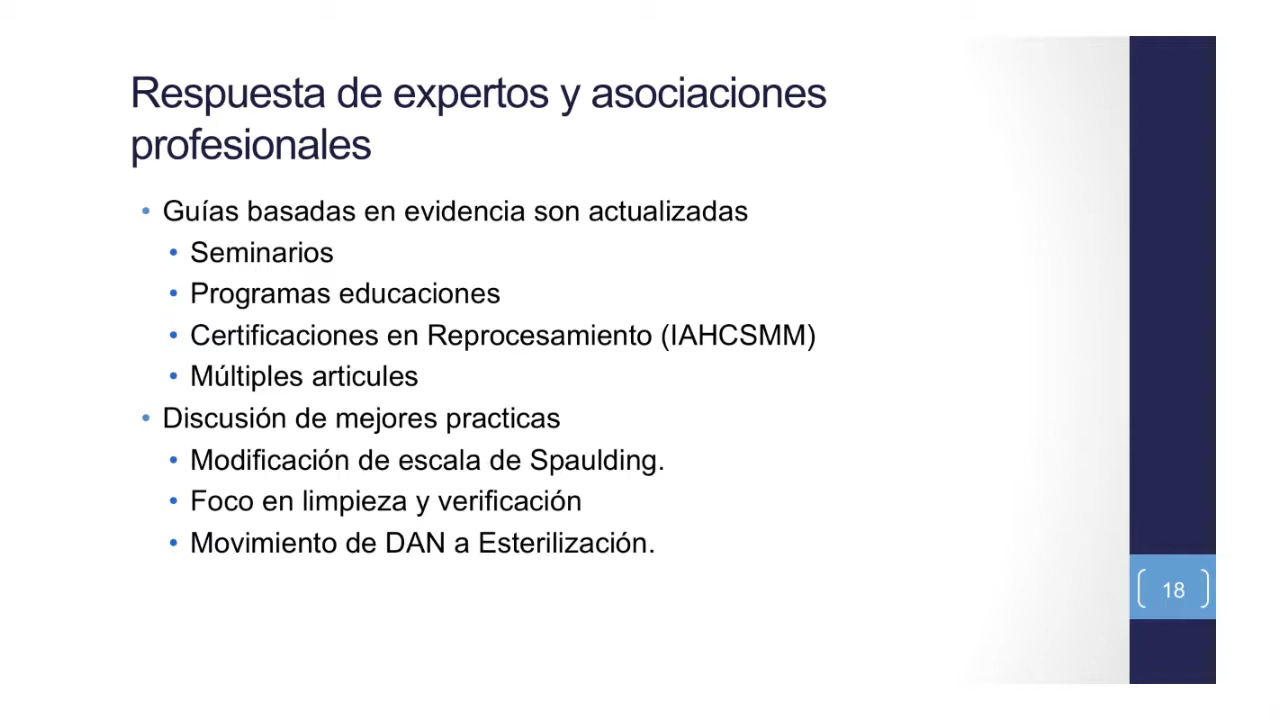 Respuesta de expertos y asociaciones
profesionales
• Guías basadas en evidencia son actualizadas
• Seminarios
• Programas educaciones
• Certificaciones en Reprocesamiento (IAHCSMM)
• Múltiples articules
• Discusión de mejores practicas
• Modificación de escala de Spaulding.
• Foco en limpieza y verificación
• Movimiento de DAN a Esterilización.
18